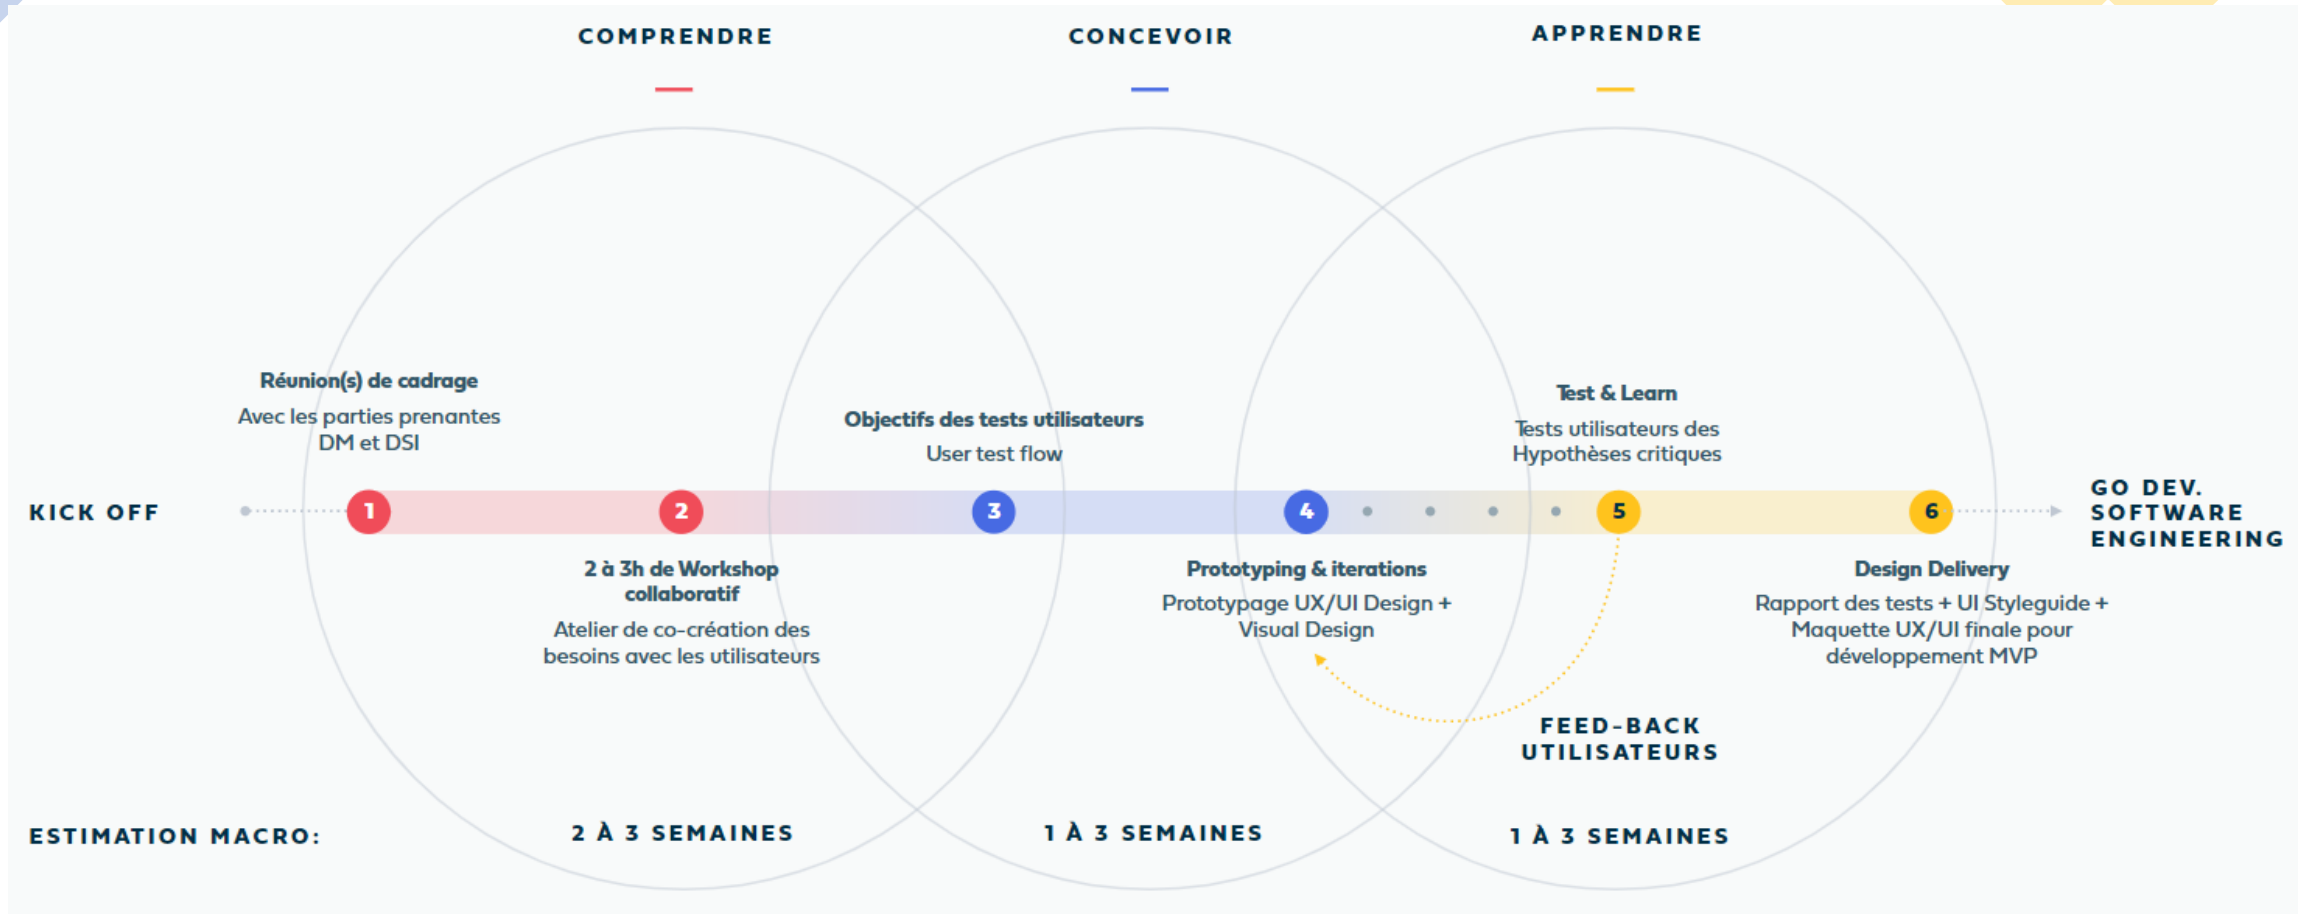 COMPRENDRE
CONCEVOIR
APPRENDRE
Réunion(s) de cadrage
Avec les parties prenantes
DM et DSI
Objectifs des tests utilisateurs
User test flow
Test & Learn
Tests utilisateurs des
Hypothèses critiques
KICK OFF
1
2
3
4
5
6
GO DEV.
SOFTWARE
ENGINEERING
2 à 3h de Workshop
collaboratif
Atelier de co-création des
besoins avec les utilisateurs
Prototyping & iterations
Prototypage UX/UI Design +
Visual Design
Design Delivery
Rapport des tests + UI Styleguide +
Maquette UX/UI finale pour
développement MVP
FEED-BACK
UTILISATEURS
ESTIMATION MACRO:
2 À 3 SEMAINES
1 À 3 SEMAINES
1 À 3 SEMAINES